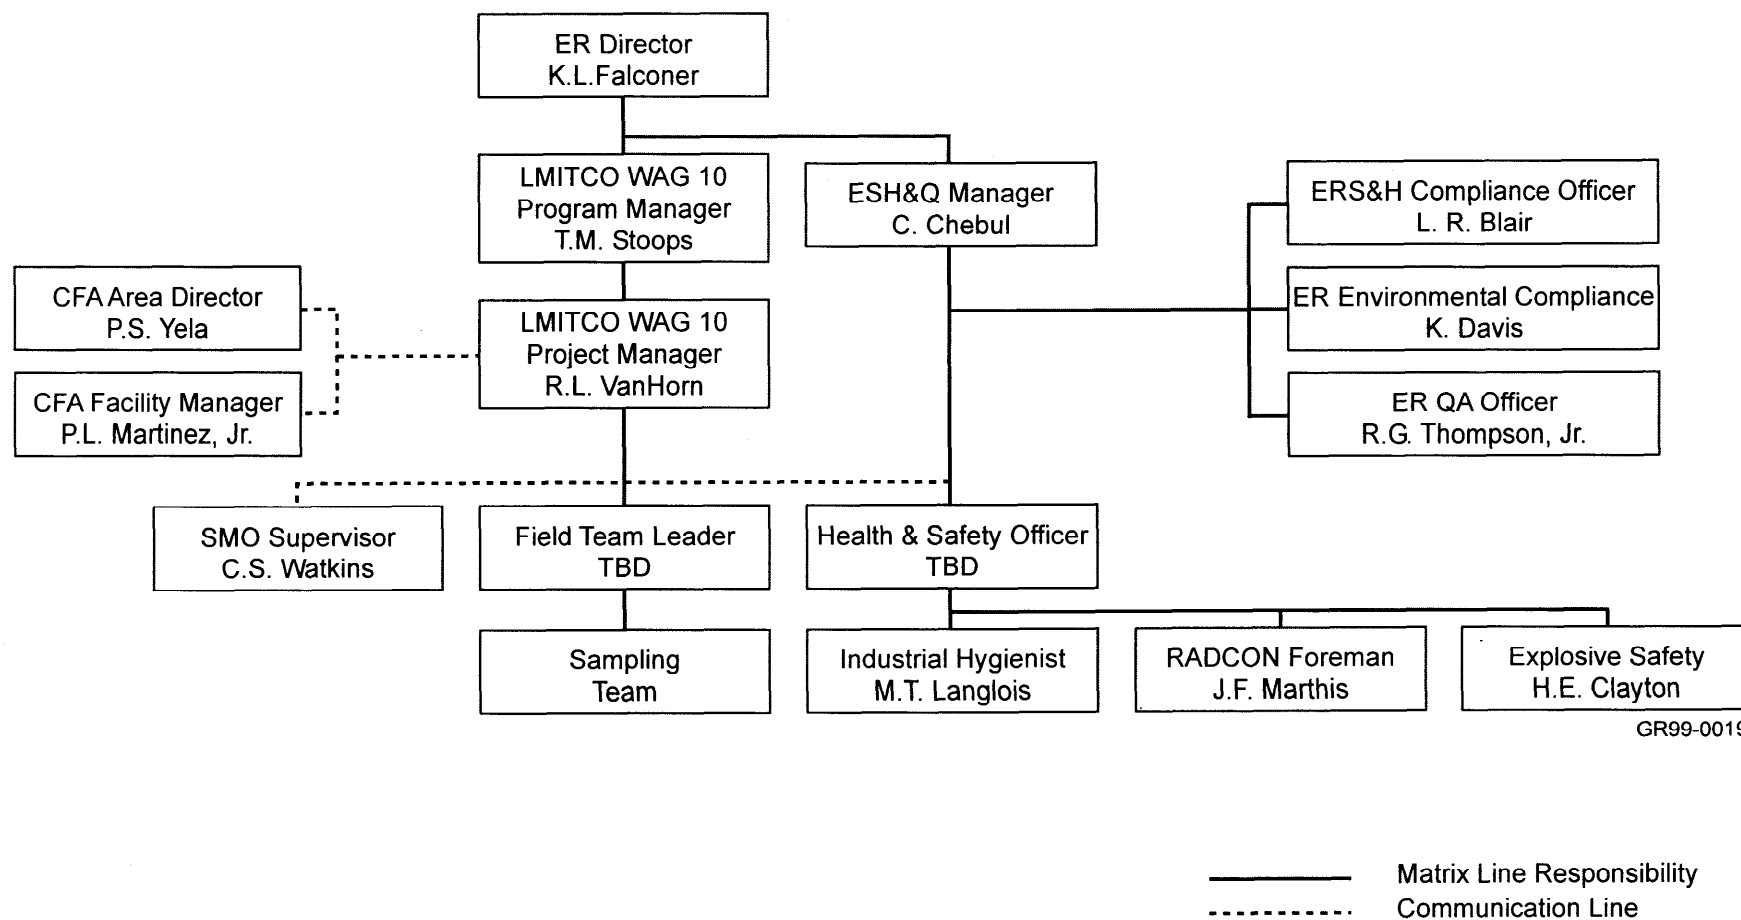 ER Director
K.L.Falconer
LMITCO WAG 10
Program Manager
T.M. Stoops
ESH&Q Manager
C. Chebul
ERS&H Compliance Officer
L. R. Blair
CFA Area Director
P.S. Yela
LMITCO WAG 10
Project Manager
R.L. VanHorn
ER Environmental Compliance
K. Davis
CFA Facility Manager
P.L. Martinez, Jr.
ER QA Officer
R.G. Thompson, Jr.
SMO Supervisor
C.S. Watkins
Field Team Leader
TBD
Health & Safety Officer
TBD
Sampling
Team
Industrial Hygienist
M.T. Langlois
RADCON Foreman
J.F. Marthis
Explosive Safety
H.E. Clayton
GR99-0019
Matrix Line Responsibility
Communication Line